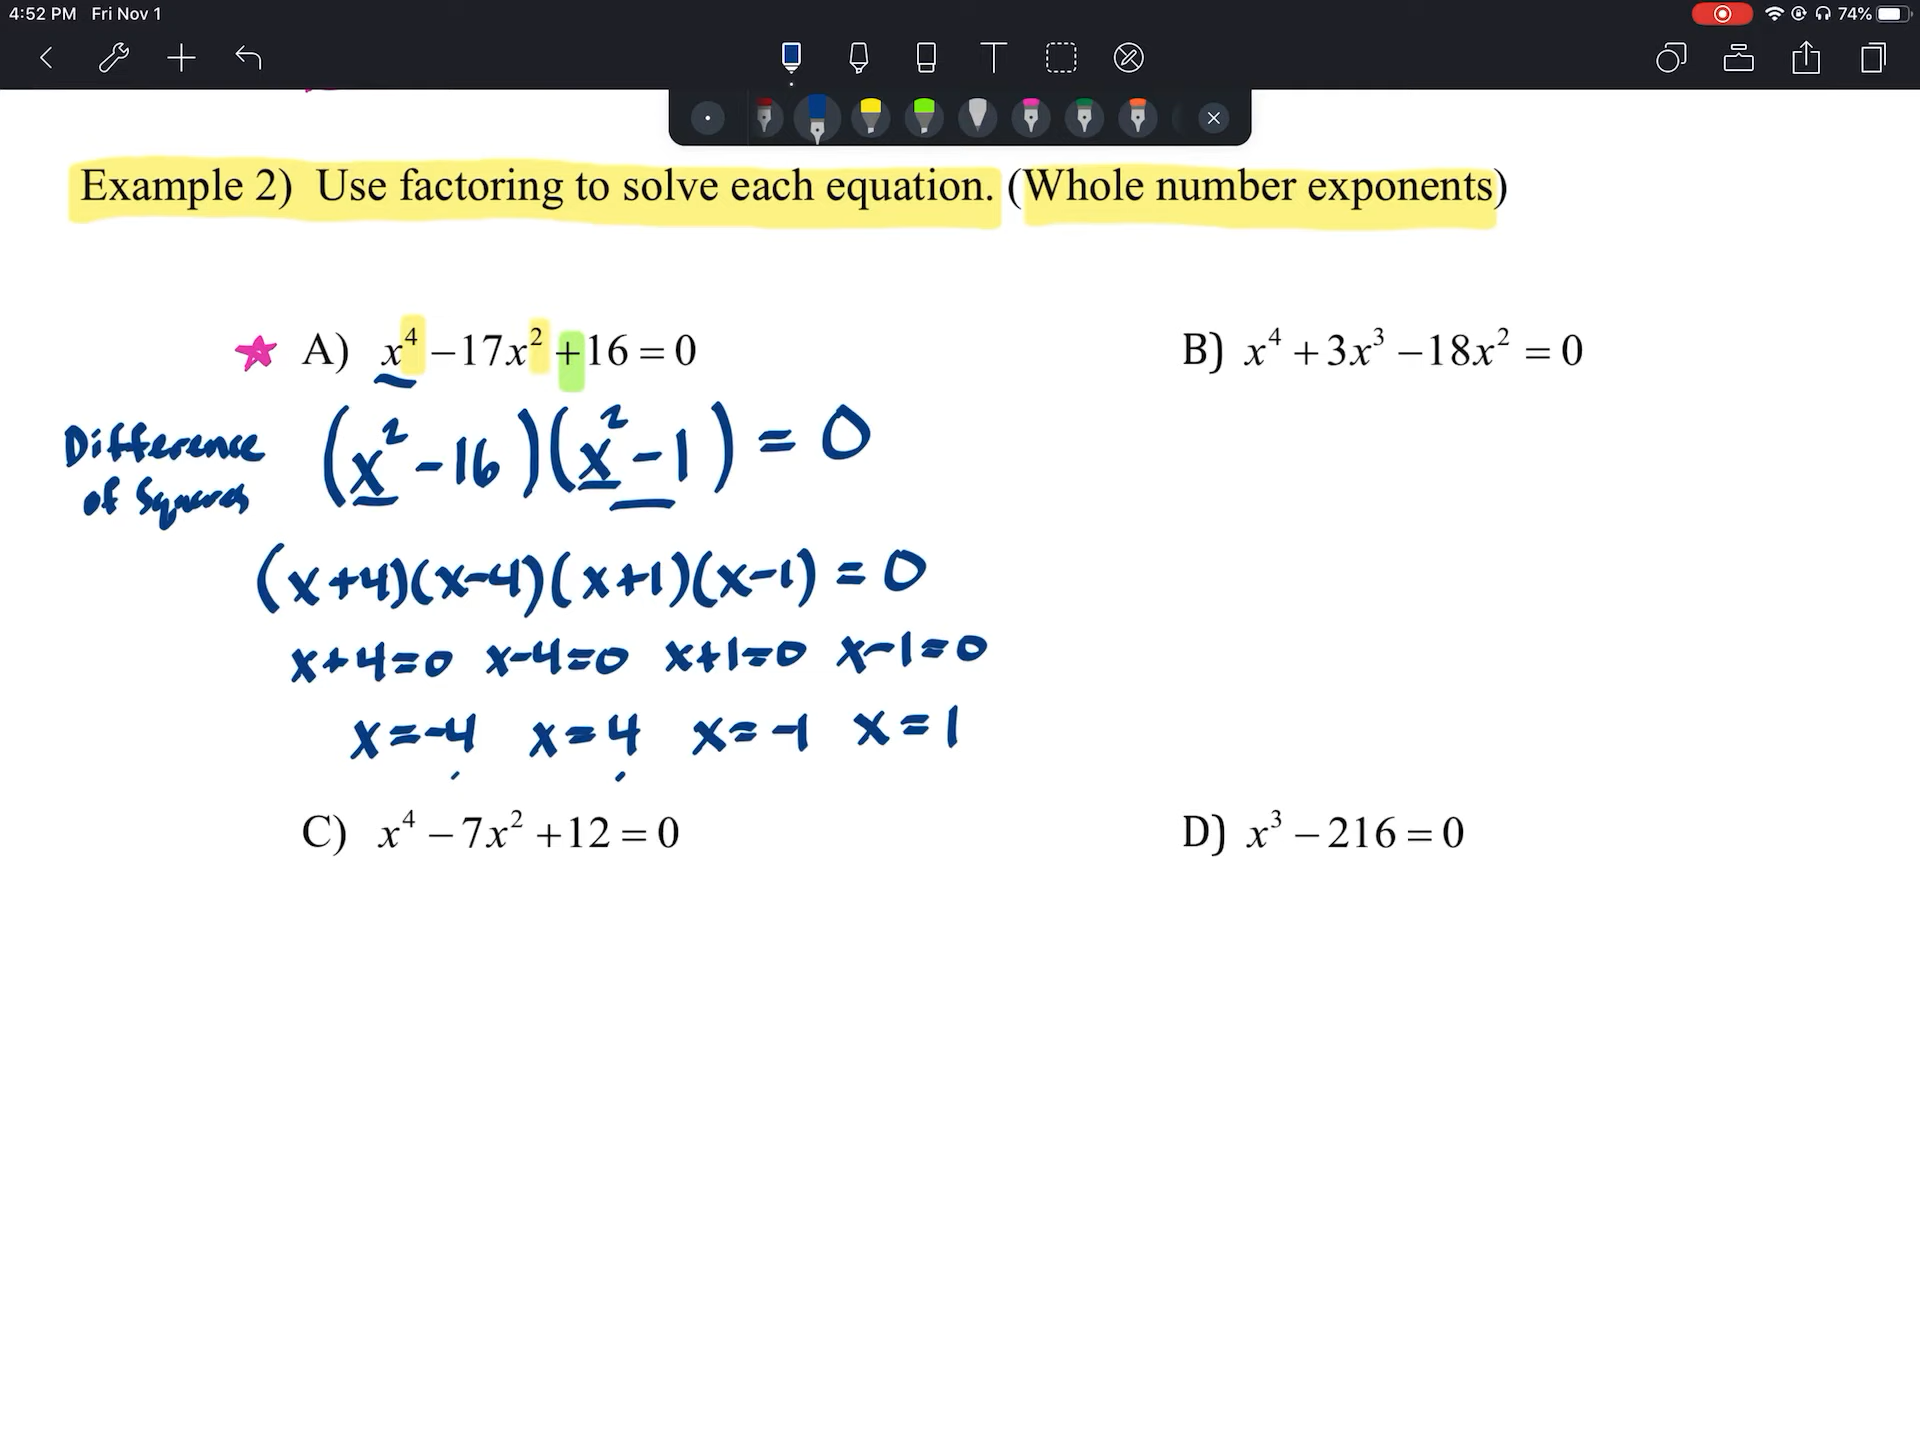 4:52 PM Fri Nov 1 74%
Example 2) Use factoring to solve each equation. (Whole number exponents)
A) x⁴ − 17x² + 16 = 0
B) x⁴ + 3x³ − 18x² = 0
Difference of Squares
(x² - 16)(x² - 1) = 0
(x+4)(x-4)(x+1)(x-1) = 0
x+4=0 x-4=0 x+1=0 x-1=0
x=-4 x=4 x=-1 x=1
C) x⁴ − 7x² + 12 = 0
D) x³ − 216 = 0